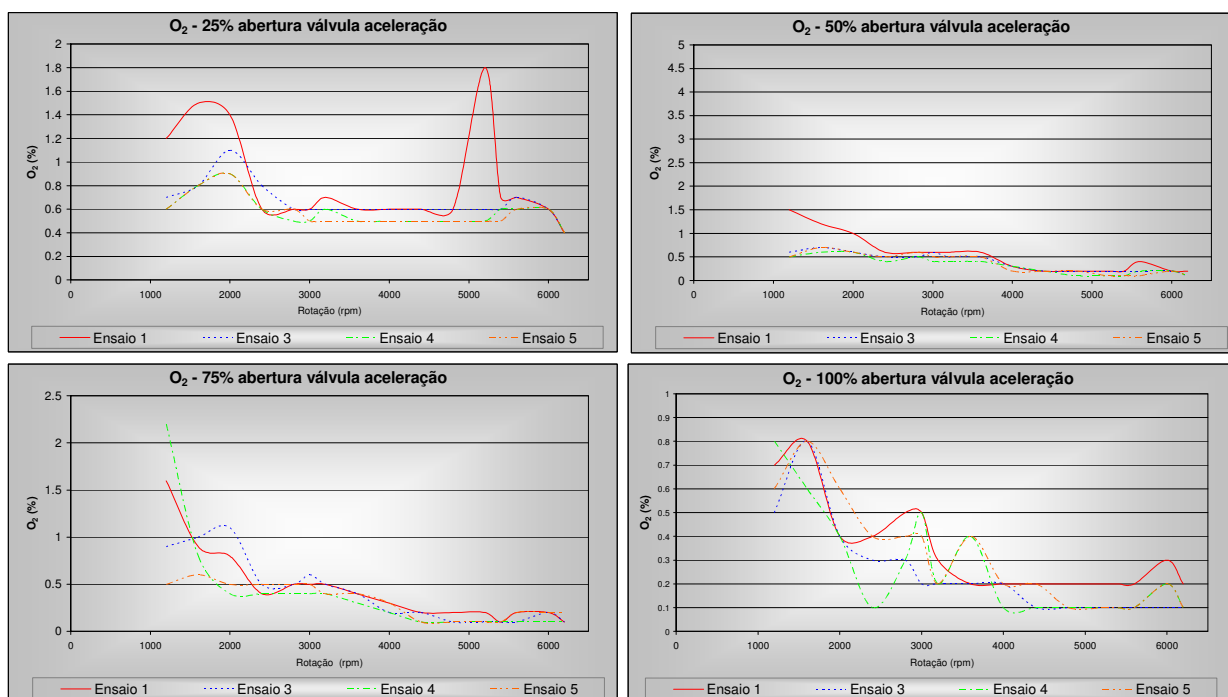 O₂ - 25% abertura válvula aceleração
2
1.8
1.6
1.4
1.2
1
0.8
0.6
0.4
0.2
0
O₂ (%)
0 1000 2000 3000 4000 5000 6000
Rotação (rpm)
Ensaio 1 Ensaio 3 Ensaio 4 Ensaio 5
O₂ - 50% abertura válvula aceleração
5
4.5
4
3.5
3
2.5
2
1.5
1
0.5
0
O₂ (%)
0 1000 2000 3000 4000 5000 6000
Rotação (rpm)
Ensaio 1 Ensaio 3 Ensaio 4 Ensaio 5
O₂ - 75% abertura válvula aceleração
2.5
2
1.5
1
0.5
0
O₂ (%)
0 1000 2000 3000 4000 5000 6000
Rotação (rpm)
Ensaio 1 Ensaio 3 Ensaio 4 Ensaio 5
O₂ - 100% abertura válvula aceleração
1
0.9
0.8
0.7
0.6
0.5
0.4
0.3
0.2
0.1
0
O₂ (%)
0 1000 2000 3000 4000 5000 6000
Rotação (rpm)
Ensaio 1 Ensaio 3 Ensaio 4 Ensaio 5